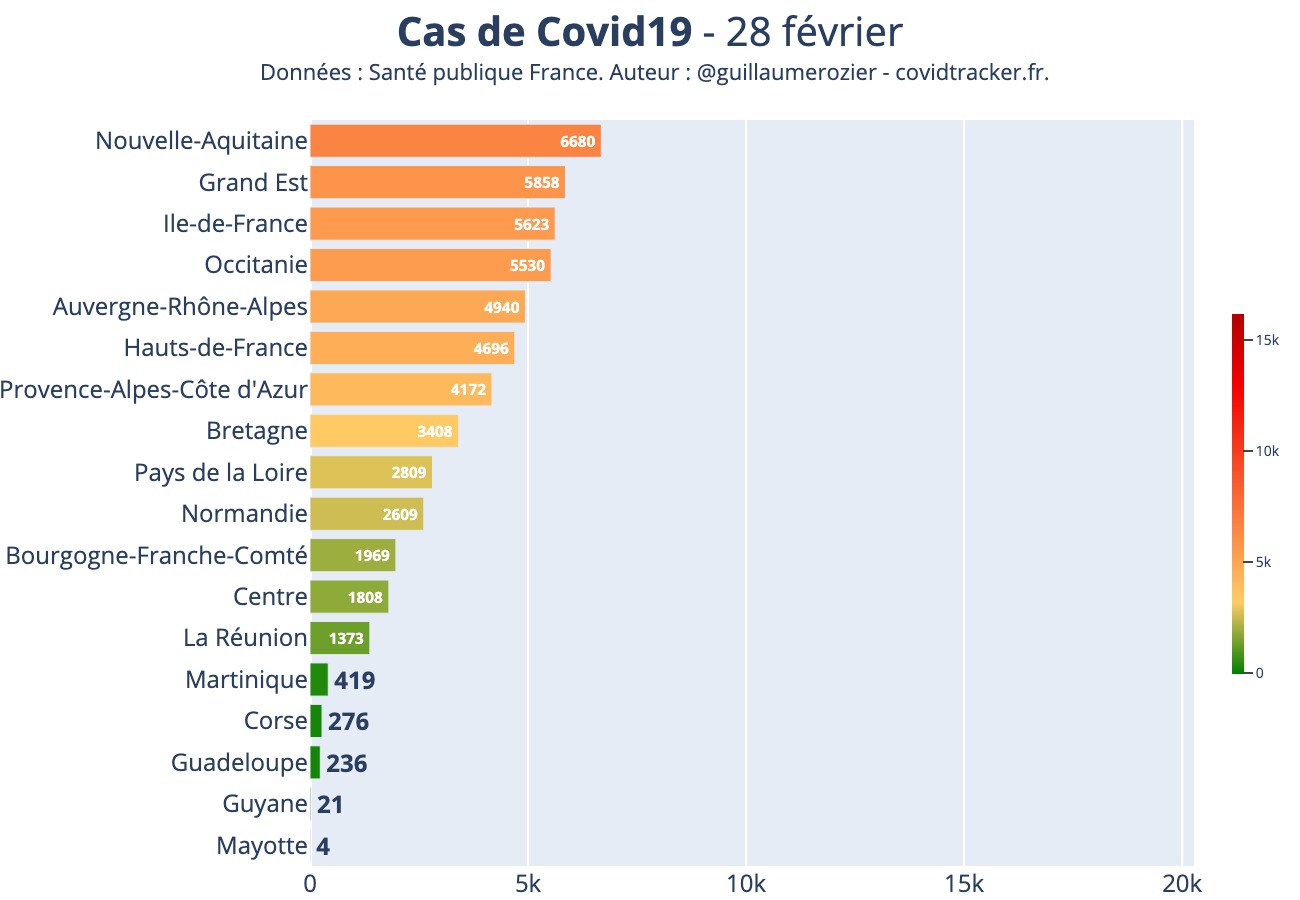 Cas de Covid19 - 28 février
Données : Santé publique France. Auteur : @guillaumerozier - covidtracker.fr.
Nouvelle-Aquitaine 6680
Grand Est 5858
Ile-de-France 5623
Occitanie 5530
Auvergne-Rhône-Alpes 4940
Hauts-de-France 4696
Provence-Alpes-Côte d'Azur 4172
Bretagne 3408
Pays de la Loire 2809
Normandie 2609
Bourgogne-Franche-Comté 1969
Centre 1808
La Réunion 1373
Martinique 419
Corse 276
Guadeloupe 236
Guyane 21
Mayotte 4
0 5k 10k 15k 20k
15k
10k
5k
0